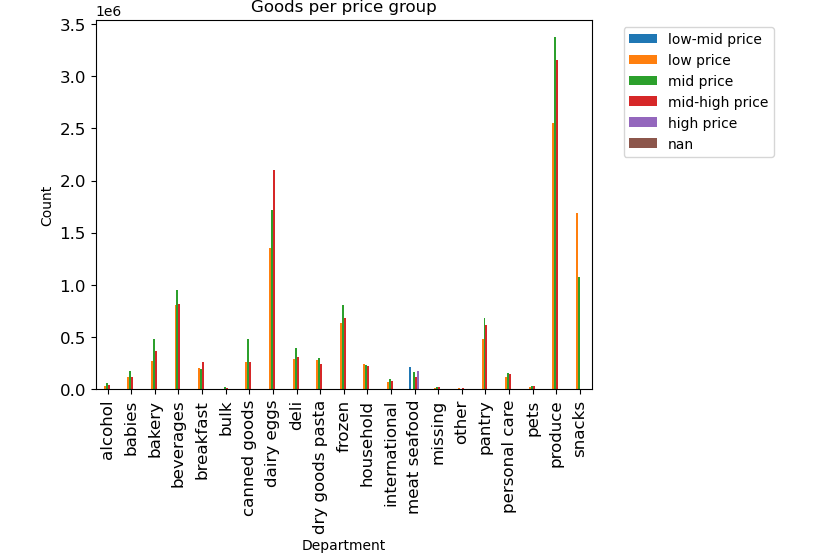 Goods per price group
1e6
3.5
3.0
2.5
2.0
1.5
1.0
0.5
0.0
Count
alcohol
babies
bakery
beverages
breakfast
bulk
canned goods
dairy eggs
deli
dry goods pasta
frozen
household
international
meat seafood
missing
other
pantry
personal care
pets
produce
snacks
Department
low-mid price
low price
mid price
mid-high price
high price
nan